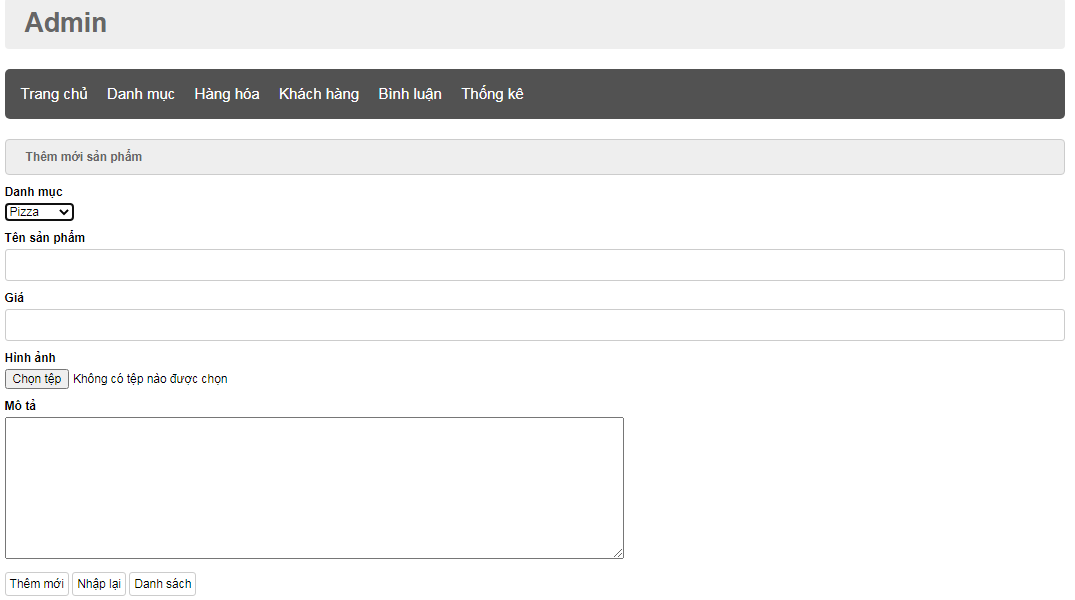 Admin
Trang chủ Danh mục Hàng hóa Khách hàng Bình luận Thống kê
Thêm mới sản phẩm
Danh mục
Pizza
Tên sản phẩm
Giá
Hình ảnh
Chọn tệp Không có tệp nào được chọn
Mô tả
Thêm mới Nhập lại Danh sách